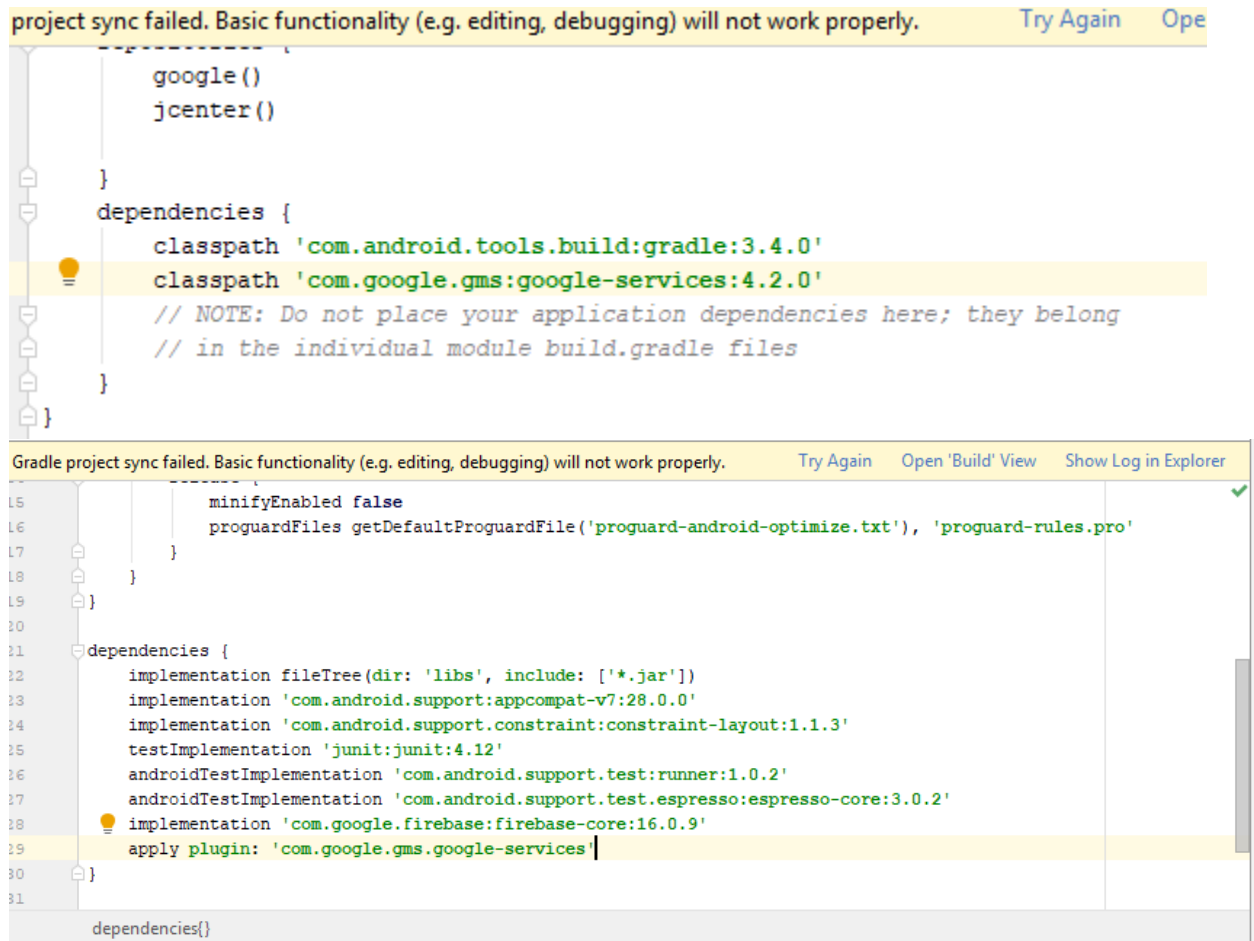 project sync failed. Basic functionality (e.g. editing, debugging) will not work properly. Try Again Ope
google()
jcenter()
}
dependencies {
classpath 'com.android.tools.build:gradle:3.4.0'
classpath 'com.google.gms:google-services:4.2.0'
// NOTE: Do not place your application dependencies here; they belong
// in the individual module build.gradle files
}
}
Gradle project sync failed. Basic functionality (e.g. editing, debugging) will not work properly. Try Again Open 'Build' View Show Log in Explorer
15 minifyEnabled false
16 proguardFiles getDefaultProguardFile('proguard-android-optimize.txt'), 'proguard-rules.pro'
17 }
18 }
19 }
20
21 dependencies {
22 implementation fileTree(dir: 'libs', include: ['*.jar'])
23 implementation 'com.android.support:appcompat-v7:28.0.0'
24 implementation 'com.android.support.constraint:constraint-layout:1.1.3'
25 testImplementation 'junit:junit:4.12'
26 androidTestImplementation 'com.android.support.test:runner:1.0.2'
27 androidTestImplementation 'com.android.support.test.espresso:espresso-core:3.0.2'
28 implementation 'com.google.firebase:firebase-core:16.0.9'
29 apply plugin: 'com.google.gms.google-services'
30 }
31
dependencies{}